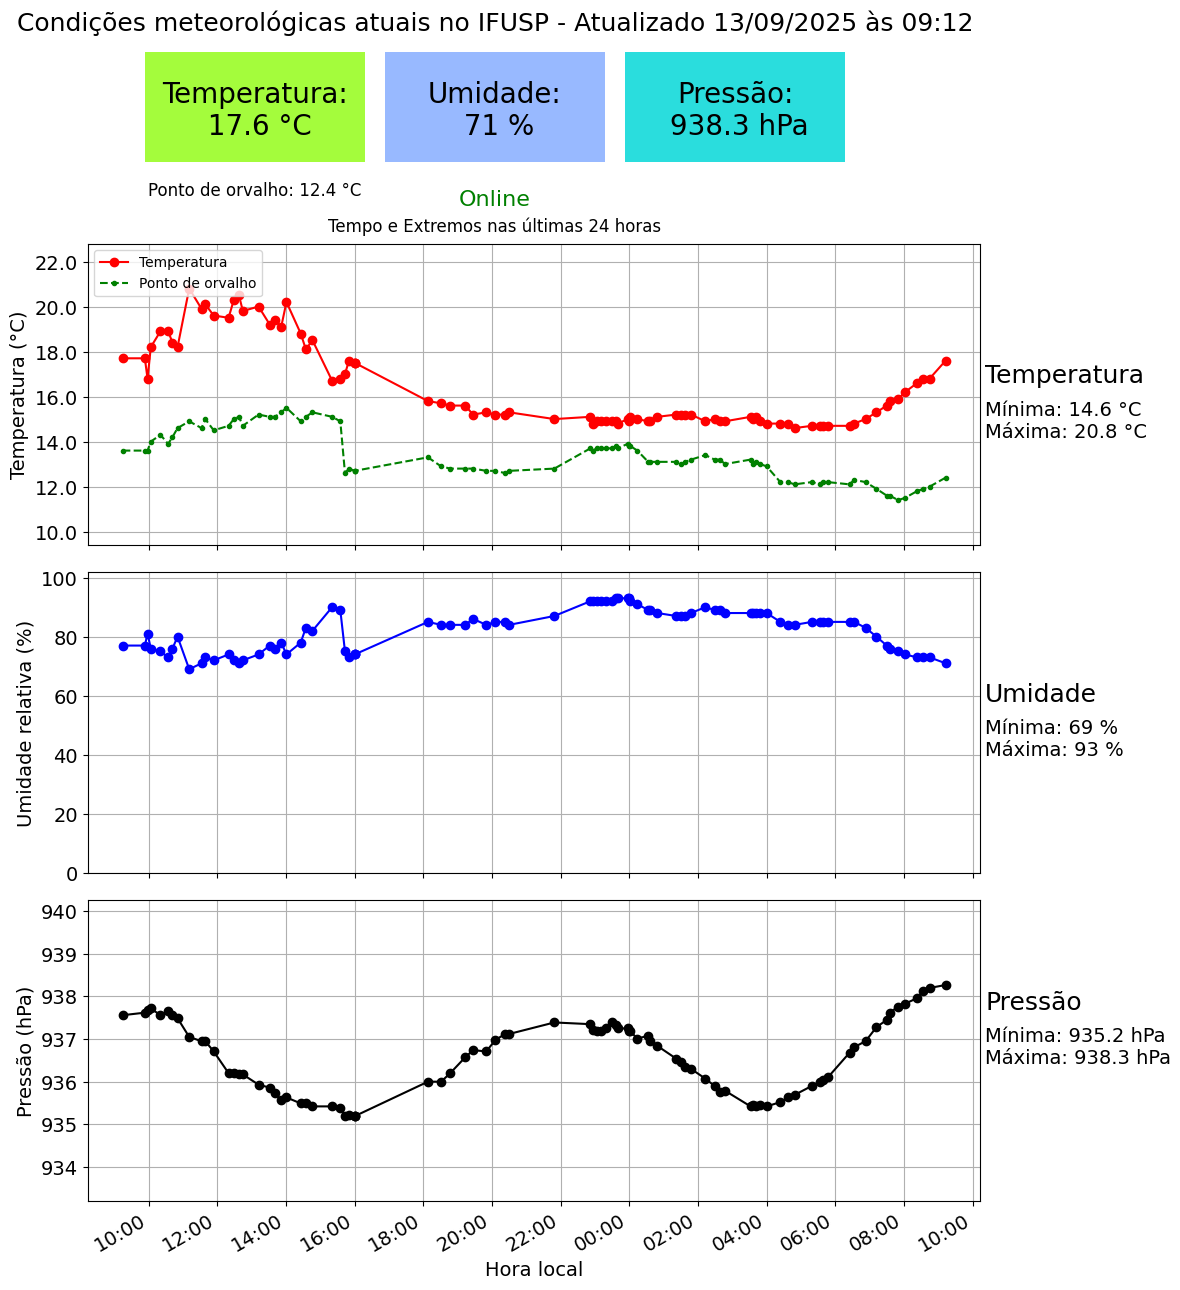 Condições meteorológicas atuais no IFUSP - Atualizado 13/09/2025 às 09:12
Temperatura:
17.6 °C
Umidade:
71 %
Pressão:
938.3 hPa
Ponto de orvalho: 12.4 °C
Online
Tempo e Extremos nas últimas 24 horas
Temperatura
Ponto de orvalho
Temperatura (°C)
22.0
20.0
18.0
16.0
14.0
12.0
10.0
Temperatura
Mínima: 14.6 °C
Máxima: 20.8 °C
Umidade relativa (%)
100
80
60
40
20
0
Umidade
Mínima: 69 %
Máxima: 93 %
Pressão (hPa)
940
939
938
937
936
935
934
Pressão
Mínima: 935.2 hPa
Máxima: 938.3 hPa
10:00 12:00 14:00 16:00 18:00 20:00 22:00 00:00 02:00 04:00 06:00 08:00 10:00
Hora local